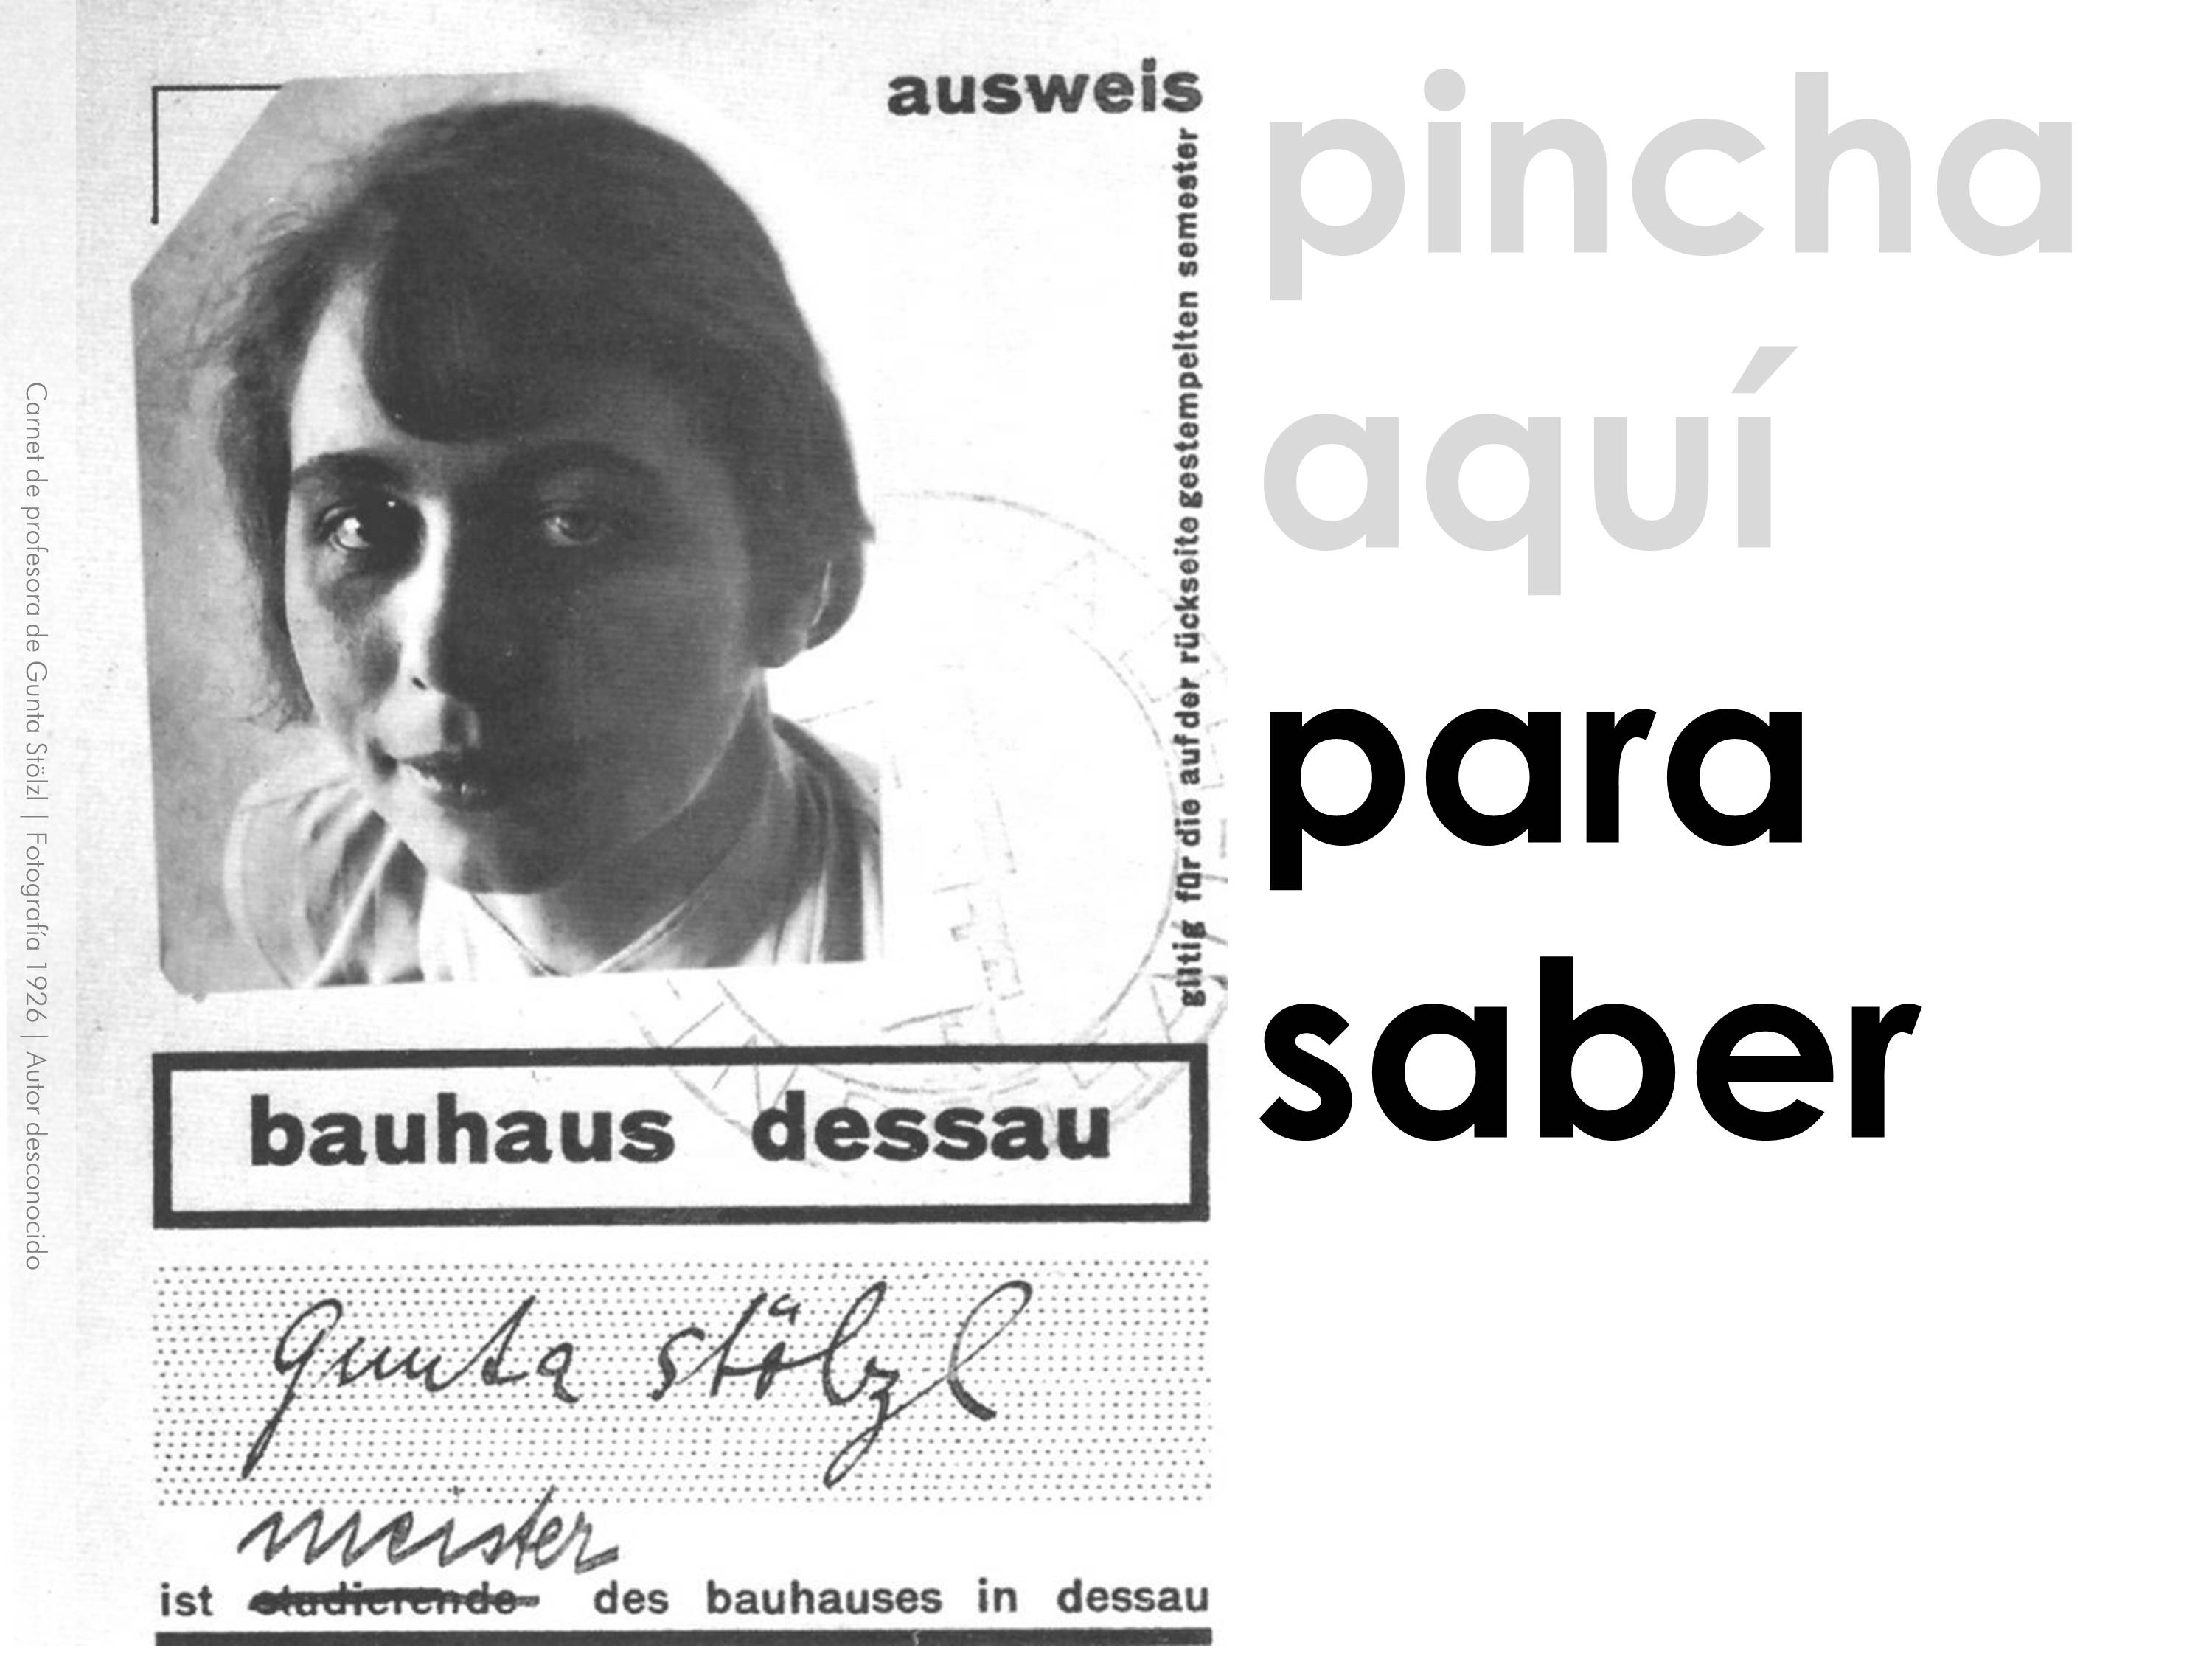 Carnet de profesora de Gunta Stölzl | Fotografía 1926 | Autor desconocido
ausweis
gültig für die auf der rückseite gestempelten semester
bauhaus dessau
gunta stölzl
meister
ist studierende des bauhauses in dessau
pincha
aquí
para
saber